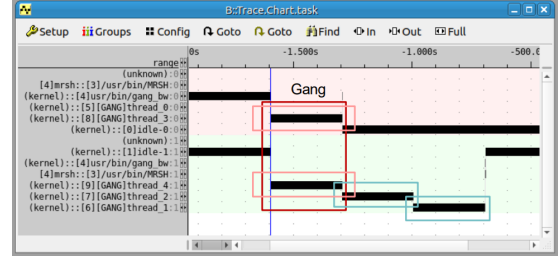 B::Trace.Chart.task
Setup Groups Config Goto Goto Find In Out Full
0s -1.500s -1.000s -500.0
range
(unknown):0
[4]mrsh::[3]/usr/bin/MRSH:0
(kernel)::[4]usr/bin/gang_bw:0
(kernel)::[5][GANG]thread_0:0
(kernel)::[8][GANG]thread_3:0
(kernel)::[0]idle-0:0
(unknown):1
(kernel)::[1]idle-1:1
(kernel)::[4]usr/bin/gang_bw:1
[4]mrsh::[3]usr/bin/MRSH:1
(kernel)::[9][GANG]thread_4:1
(kernel)::[7][GANG]thread_2:1
(kernel)::[6][GANG]thread_1:1
Gang